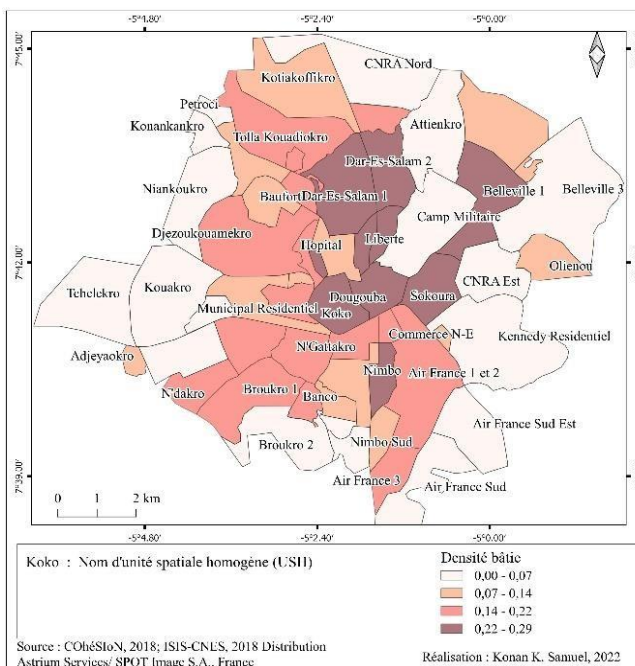 -5°4.80'
-5°2.40'
-5°0.00'
7°45.00'
CNRA Nord
Kotiakoffikro
Petroci
Attienkro
Konankankro
Tolla Kouadiokro
Dar-Es-Salam 2
Niankoukro
Baufort
Dar-Es-Salam 1
Belleville 1
Belleville 3
Camp Militaire
Djezoukouamekro
Hopital
Liberte
7°42.00'
Olienou
CNRA Est
Tchelekro
Kouakro
Municipal Residentiel
Dougouba
Sokoura
Koko
Commerce N-E
Kennedy Residentiel
Adjeyaokro
N'Gattakro
Nimbo
Air France 1 et 2
N'dakro
Broukro 1
Banco
Air France Sud Est
Broukro 2
Nimbo Sud
7°39.00'
Air France 3
Air France Sud
0 1 2 km
-5°4.80'
-5°2.40'
-5°0.00'
Koko : Nom d'unité spatiale homogène (USH)
Densité bâtie
0,00 - 0,07
0,07 - 0,14
0,14 - 0,22
0,22 - 0.29
Source : COhéSIoN, 2018; ISIS-CNES, 2018 Distribution
Astrium Services/ SPOT Image S.A., France
Réalisation : Konan K. Samuel, 2022